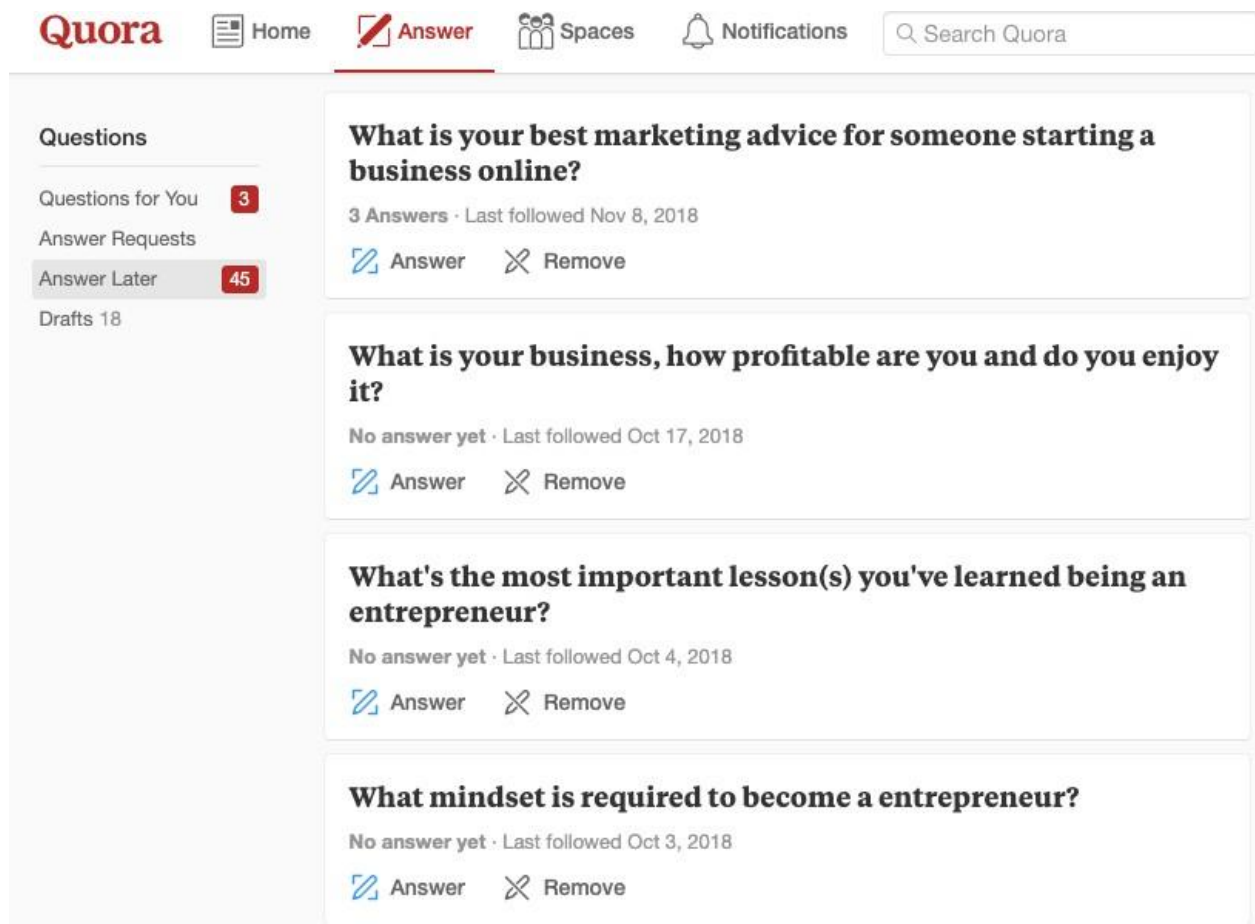 Quora Home Answer Spaces Notifications Search Quora
Questions
Questions for You 3
Answer Requests
Answer Later 45
Drafts 18
What is your best marketing advice for someone starting a
business online?
3 Answers · Last followed Nov 8, 2018
Answer Remove
What is your business, how profitable are you and do you enjoy
it?
No answer yet · Last followed Oct 17, 2018
Answer Remove
What's the most important lesson(s) you've learned being an
entrepreneur?
No answer yet · Last followed Oct 4, 2018
Answer Remove
What mindset is required to become a entrepreneur?
No answer yet · Last followed Oct 3, 2018
Answer Remove